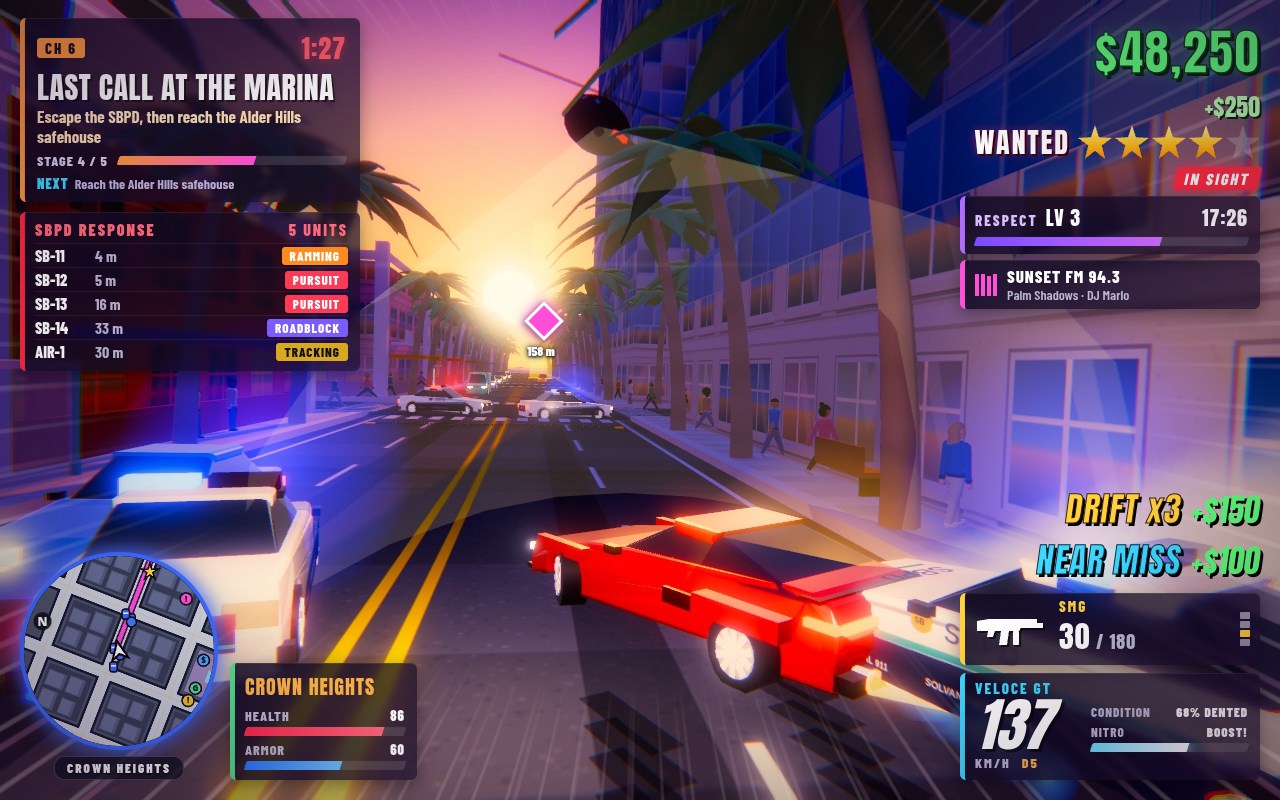 CH 6
1:27
LAST CALL AT THE MARINA
Escape the SBPD, then reach the Alder Hills
safehouse
STAGE 4 / 5
NEXT Reach the Alder Hills safehouse
SBPD RESPONSE 5 UNITS
SB-11 4 m RAMMING
SB-12 5 m PURSUIT
SB-13 16 m PURSUIT
SB-14 33 m ROADBLOCK
AIR-1 30 m TRACKING
$48,250
+$250
WANTED
IN SIGHT
RESPECT LV 3 17:26
SUNSET FM 94.3
Palm Shadows · DJ Marlo
158 m
DRIFT x3 +$150
NEAR MISS +$100
SMG
30 / 180
VELOCE GT
137
KM/H D5
CONDITION 68% DENTED
NITRO BOOST!
N
CROWN HEIGHTS
CROWN HEIGHTS
HEALTH 86
ARMOR 60
911